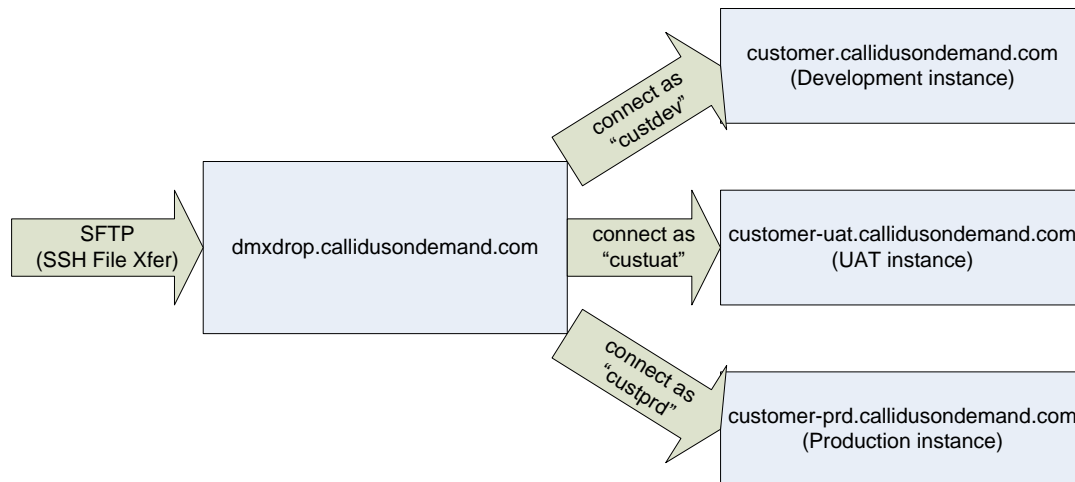 customer.callidusondemand.com
(Development instance)
connect as
“custdev”
SFTP
(SSH File Xfer)
dmxdrop.callidusondemand.com
connect as
“custuat”
customer-uat.callidusondemand.com
(UAT instance)
connect as
“custprd”
customer-prd.callidusondemand.com
(Production instance)